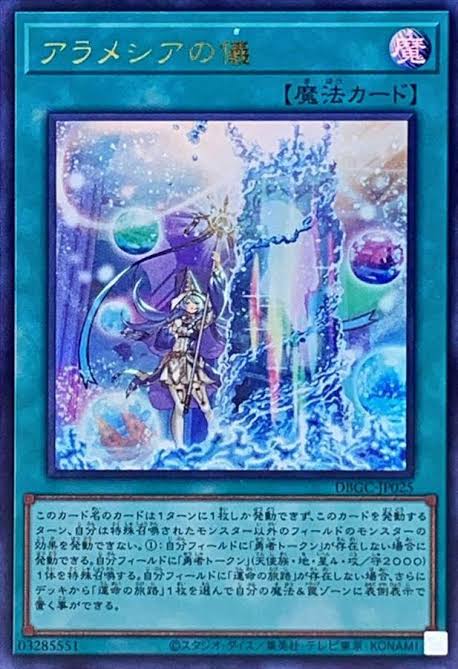 アラメシアの儀
魔
【魔法カード】
DBGC-JP025
このカード名のカードは1ターンに1枚しか発動できず、このカードを発動する
ターン、自分は特殊召喚されたモンスター以外のフィールドのモンスターの
効果を発動できない。①：自分フィールドに「勇者トークン」が存在しない場合に
発動できる。自分フィールドに「勇者トークン」(天使族・地・星4・攻/守2000)
1体を特殊召喚する。自分フィールドに「運命の旅路」が存在しない場合、さらに
デッキから「運命の旅路」1枚を選んで自分の魔法&罠ゾーンに表側表示で
置く事ができる。
03285551
©スタジオ・ダイス/集英社・テレビ東京・KONAMI